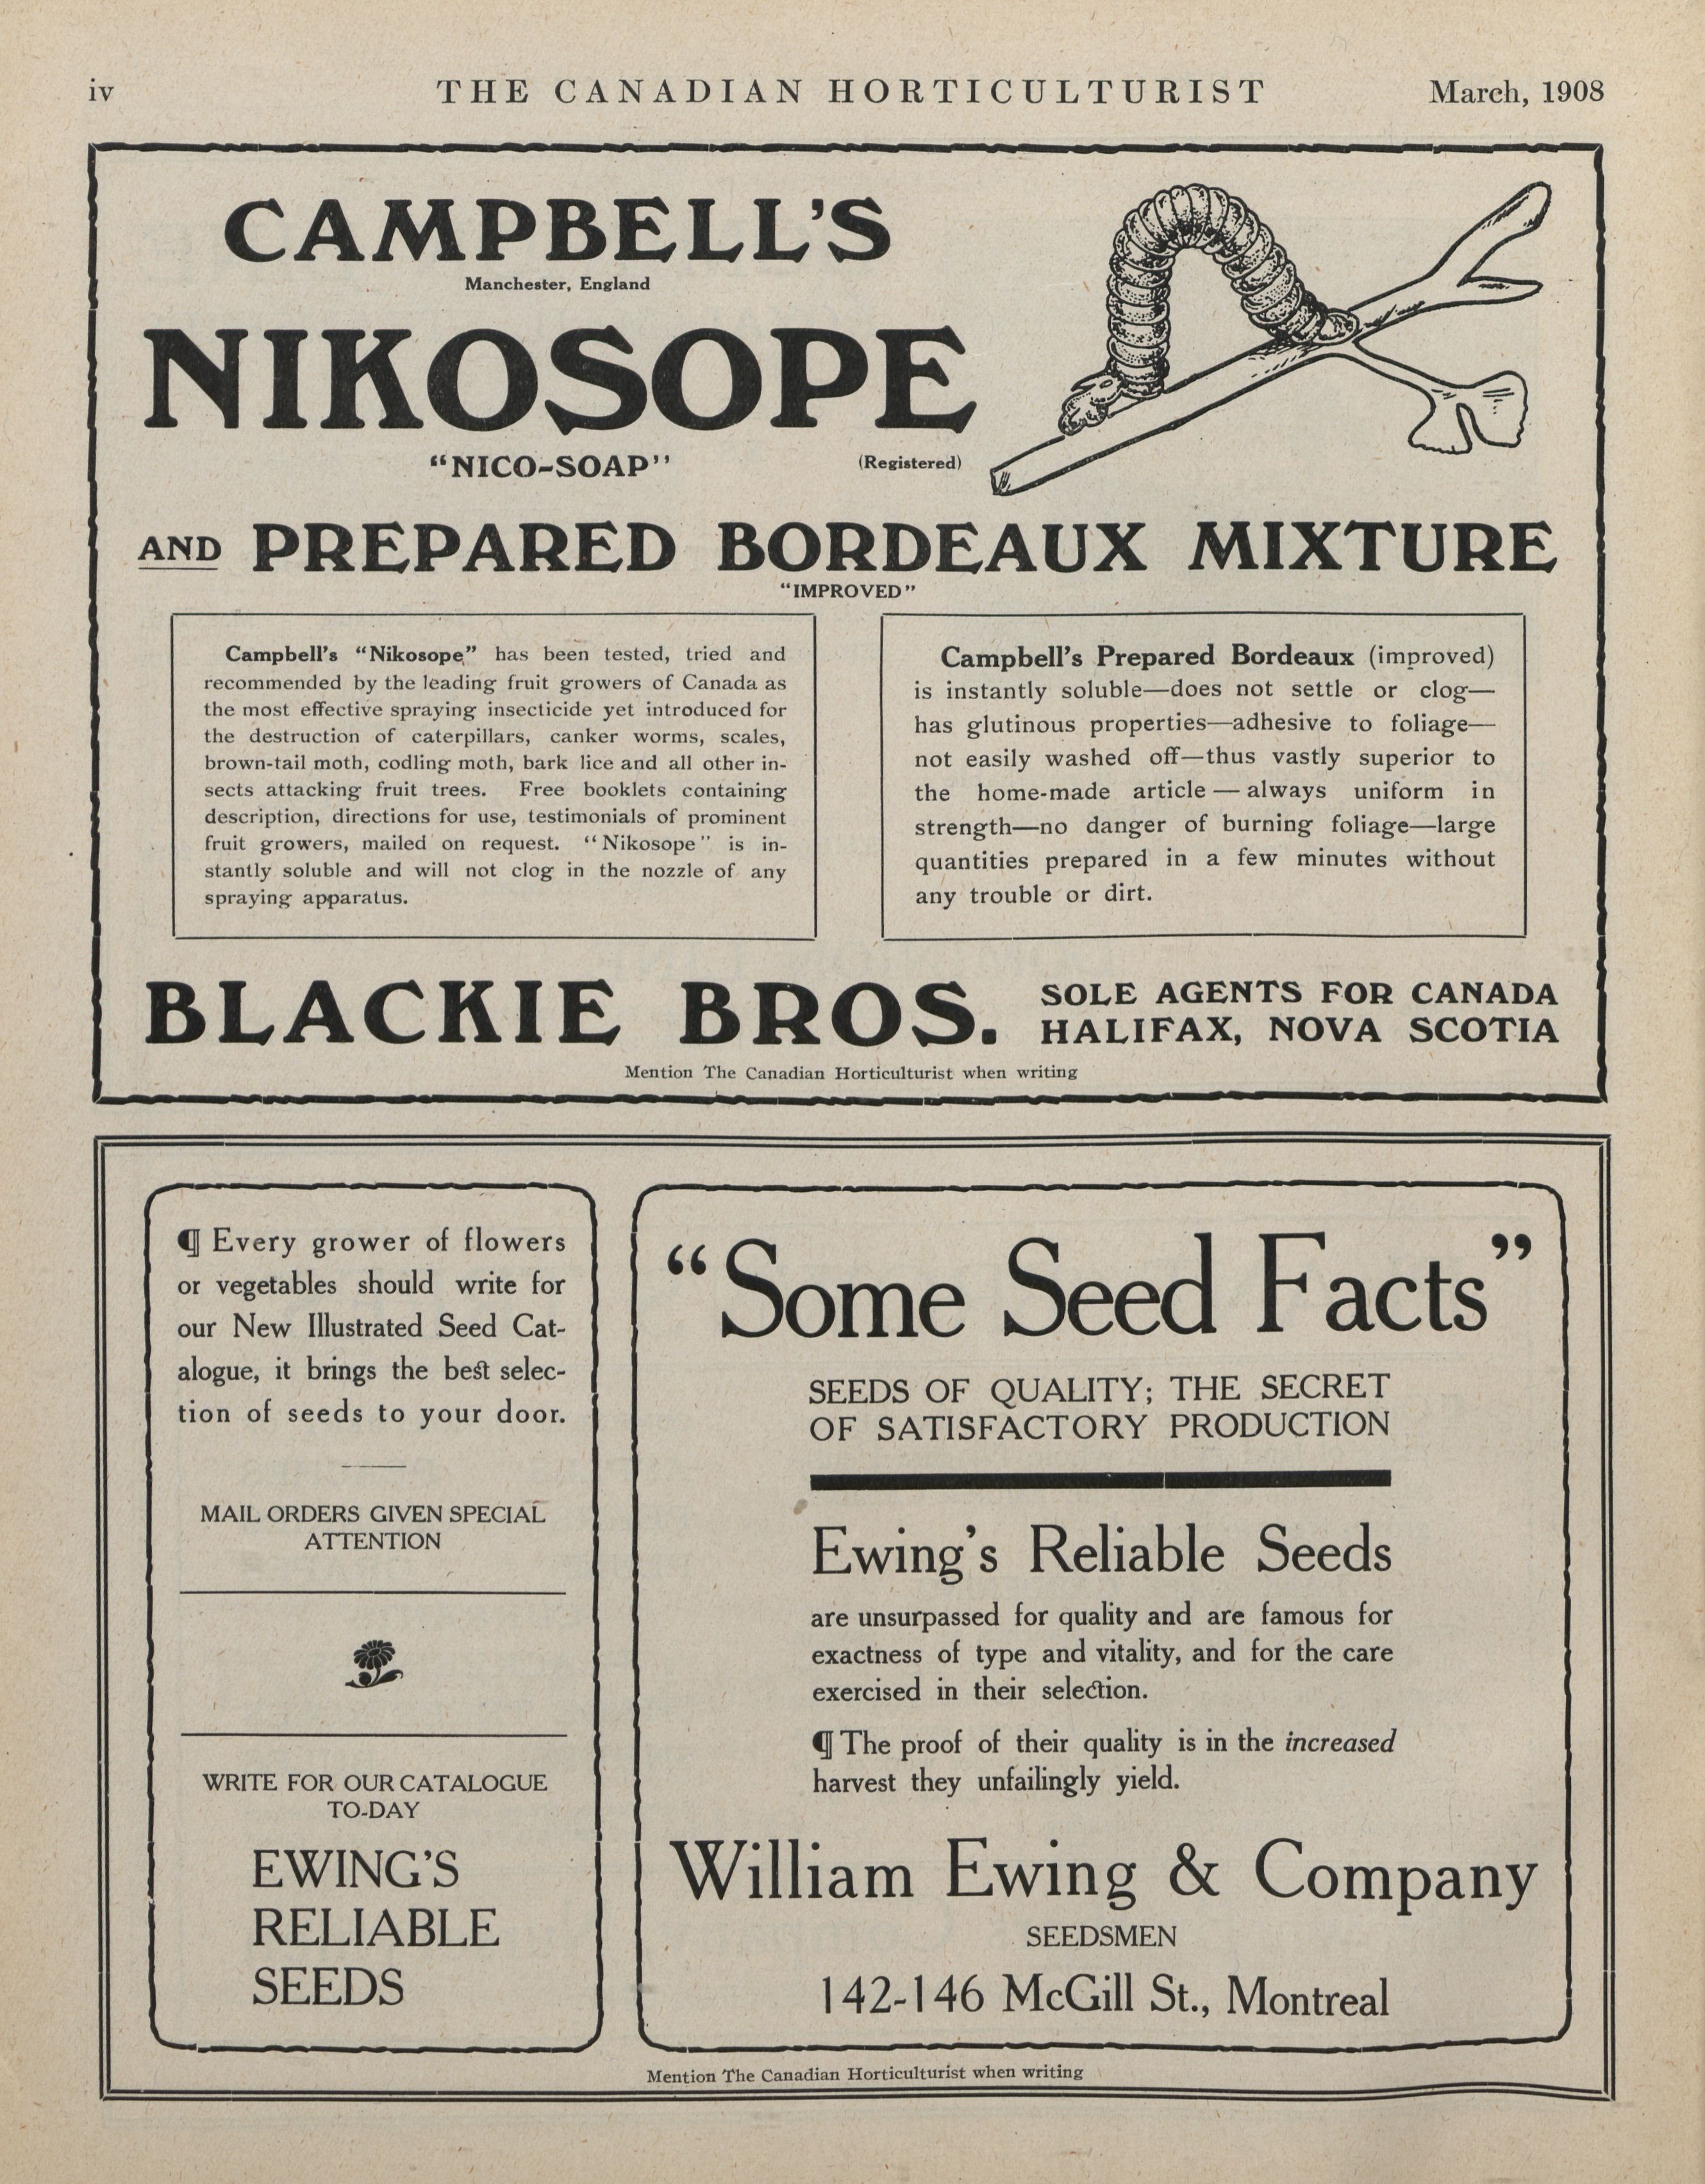 iv THE CANADIAN HORTICULTURIST March, 1908
CAMPBELL'S
Manchester, England
NIKOSOPE
“NICO-SOAP” (Registered)
AND PREPARED BORDEAUX MIXTURE
“IMPROVED”
Campbell's “Nikosope” has been tested, tried and
recommended by the leading fruit growers of Canada as
the most effective spraying insecticide yet introduced for
the destruction of caterpillars, canker worms, scales,
brown-tail moth, codling moth, bark lice and all other in-
sects attacking fruit trees. Free booklets containing
description, directions for use, testimonials of prominent
fruit growers, mailed on request. “Nikosope” is in-
stantly soluble and will not clog in the nozzle of any
spraying apparatus.
Campbell's Prepared Bordeaux (improved)
is instantly soluble—does not settle or clog—
has glutinous properties—adhesive to foliage—
not easily washed off—thus vastly superior to
the home-made article — always uniform in
strength—no danger of burning foliage—large
quantities prepared in a few minutes without
any trouble or dirt.
BLACKIE BROS.
SOLE AGENTS FOR CANADA
HALIFAX, NOVA SCOTIA
Mention The Canadian Horticulturist when writing
¶ Every grower of flowers
or vegetables should write for
our New Illustrated Seed Cat-
alogue, it brings the best selec-
tion of seeds to your door.
MAIL ORDERS GIVEN SPECIAL
ATTENTION
WRITE FOR OUR CATALOGUE
TO-DAY
EWING'S
RELIABLE
SEEDS
“Some Seed Facts”
SEEDS OF QUALITY; THE SECRET
OF SATISFACTORY PRODUCTION
Ewing's Reliable Seeds
are unsurpassed for quality and are famous for
exactness of type and vitality, and for the care
exercised in their selection.
¶ The proof of their quality is in the increased
harvest they unfailingly yield.
William Ewing & Company
SEEDSMEN
142-146 McGill St., Montreal
Mention The Canadian Horticulturist when writing